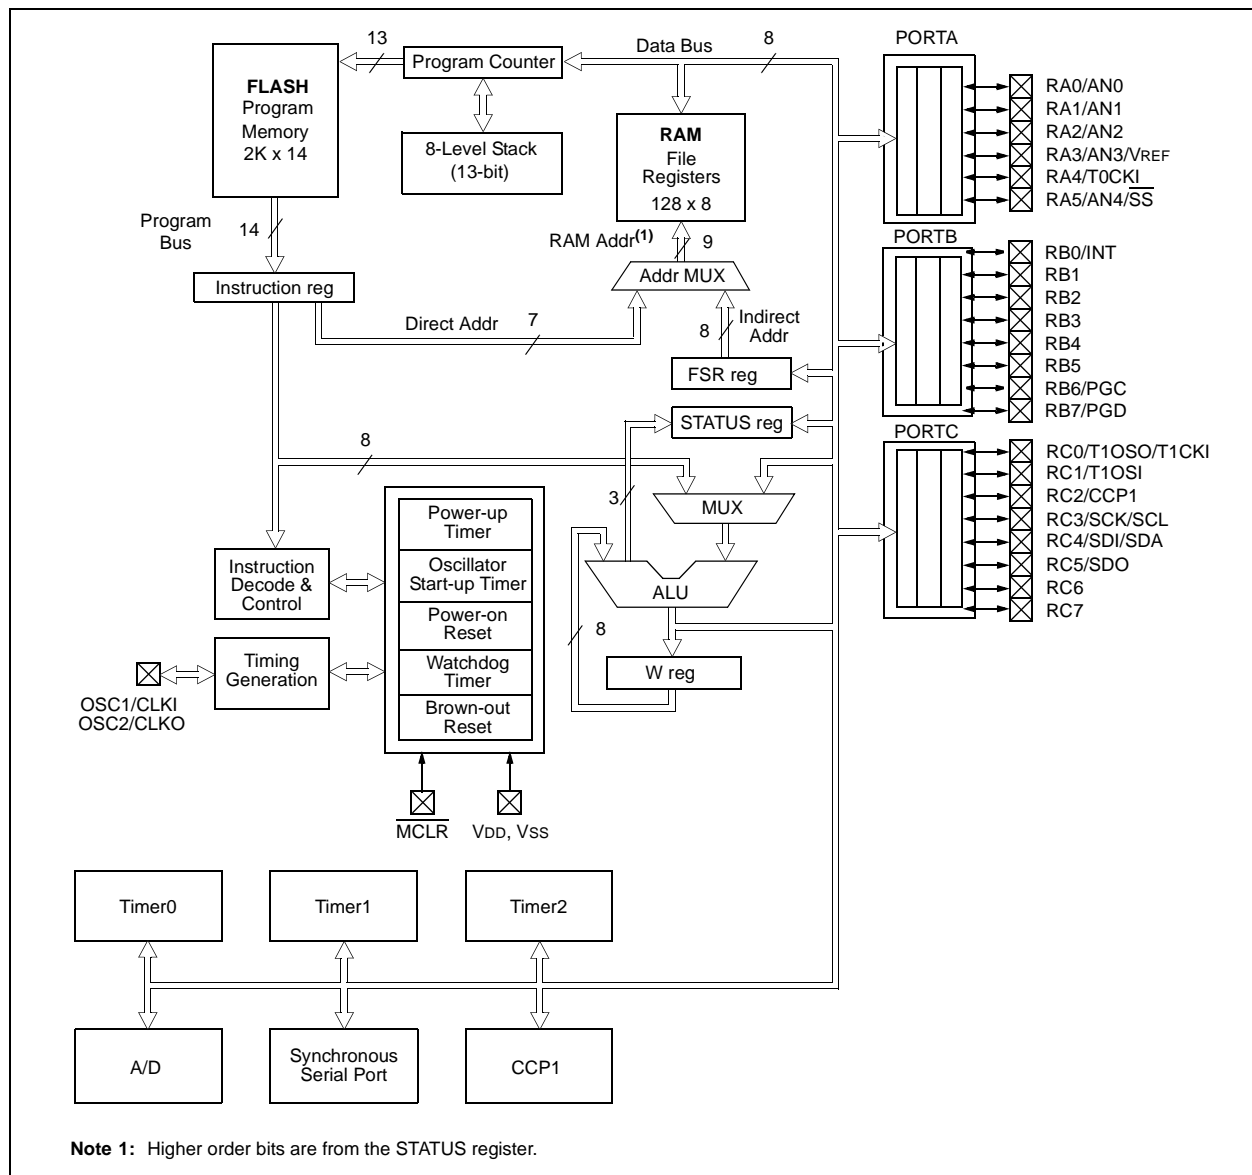 13
Data Bus
8
PORTA
Program Counter
FLASH
Program
Memory
2K x 14
8-Level Stack
(13-bit)
RAM
File
Registers
128 x 8
RA0/AN0
RA1/AN1
RA2/AN2
RA3/AN3/VREF
RA4/T0CKI
RA5/AN4/SS
Program
Bus
14
RAM Addr(1)
9
PORTB
Instruction reg
Addr MUX
Direct Addr
7
8
Indirect
Addr
FSR reg
STATUS reg
RB0/INT
RB1
RB2
RB3
RB4
RB5
RB6/PGC
RB7/PGD
PORTC
8
3
MUX
RC0/T1OSO/T1CKI
RC1/T1OSI
RC2/CCP1
RC3/SCK/SCL
RC4/SDI/SDA
RC5/SDO
RC6
RC7
Power-up
Timer
Oscillator
Start-up Timer
Power-on
Reset
Watchdog
Timer
Brown-out
Reset
Instruction
Decode &
Control
ALU
8
W reg
Timing
Generation
OSC1/CLKI
OSC2/CLKO
MCLR
VDD, VSS
Timer0
Timer1
Timer2
A/D
Synchronous
Serial Port
CCP1
Note 1: Higher order bits are from the STATUS register.